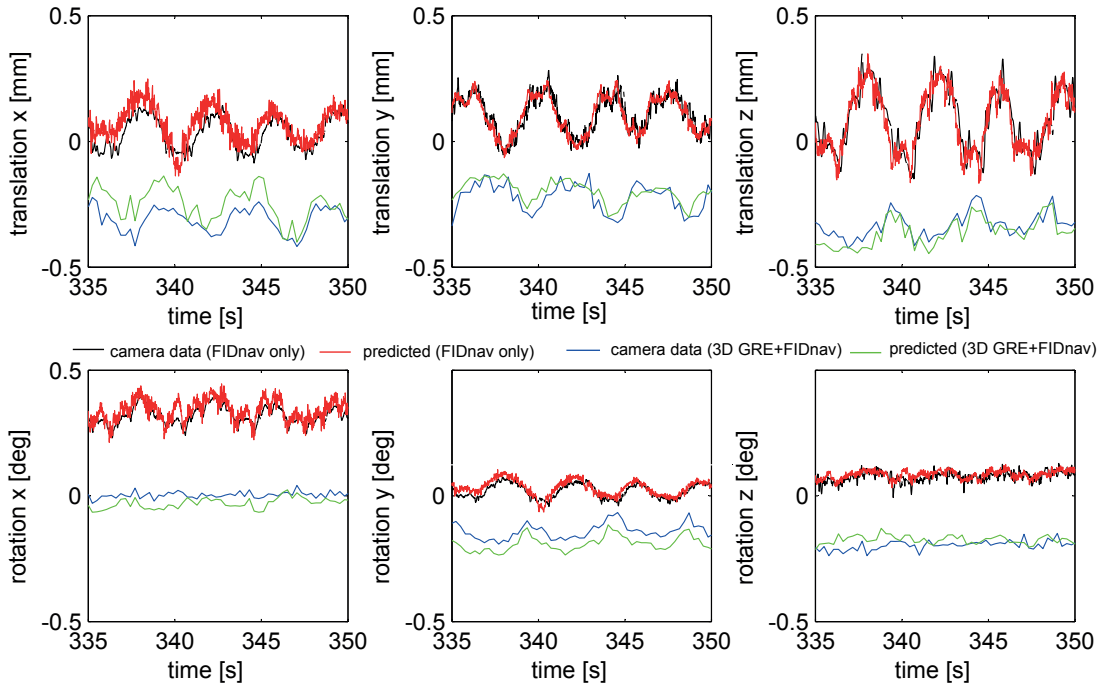 0.5 0.5 0.5
translation x [mm] translation y [mm] translation z [mm]
0 0 0
-0.5 -0.5 -0.5
335 340 345 350 335 340 345 350 335 340 345 350
time [s] time [s] time [s]
camera data (FIDnav only) predicted (FIDnav only) camera data (3D GRE+FIDnav) predicted (3D GRE+FIDnav)
0.5 0.5 0.5
rotation x [deg] rotation y [deg] rotation z [deg]
0 0 0
-0.5 -0.5 -0.5
335 340 345 350 335 340 345 350 335 340 345 350
time [s] time [s] time [s]